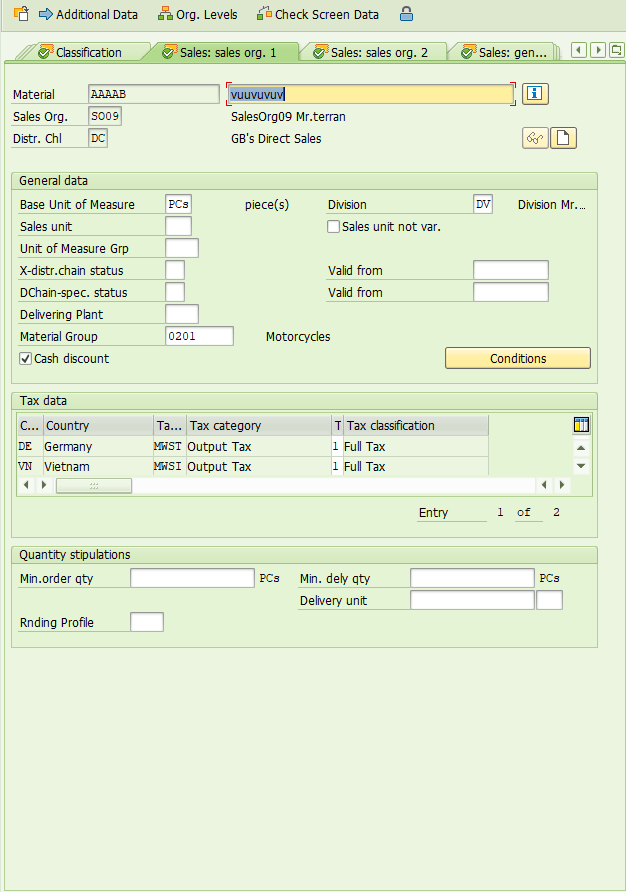 Additional Data Org. Levels Check Screen Data
Classification Sales: sales org. 1 Sales: sales org. 2 Sales: gen...
Material AAAAB vuuvuvuv
Sales Org. SO09 SalesOrg09 Mr.terran
Distr. Chl DC GB's Direct Sales
General data
Base Unit of Measure PCs piece(s) Division DV Division Mr....
Sales unit Sales unit not var.
Unit of Measure Grp
X-distr.chain status Valid from
DChain-spec. status Valid from
Delivering Plant
Material Group 0201 Motorcycles
Cash discount Conditions
Tax data
C... Country Ta... Tax category T Tax classification
DE Germany MWST Output Tax 1 Full Tax
VN Vietnam MWSI Output Tax 1 Full Tax
Entry 1 of 2
Quantity stipulations
Min.order qty PCs Min. dely qty PCs
Delivery unit
Rnding Profile